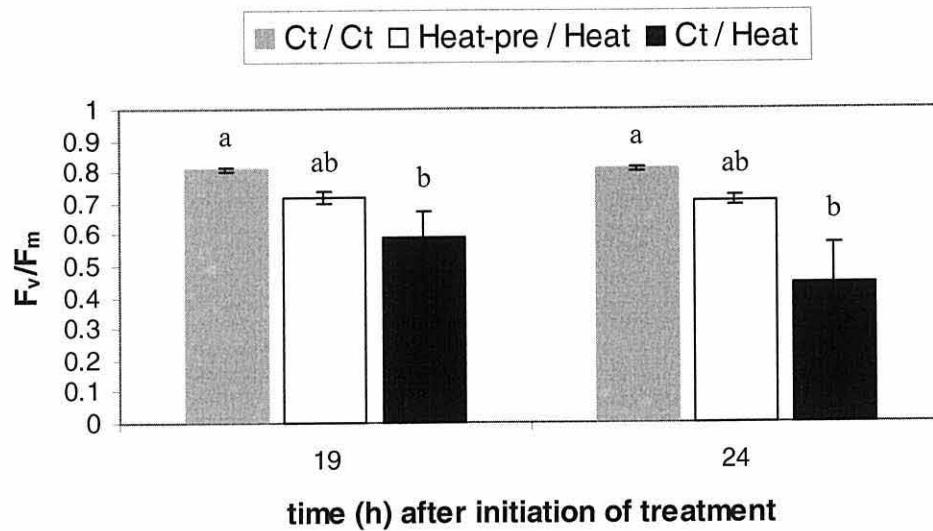 Ct / Ct Heat-pre / Heat Ct / Heat
1
0.9
0.8
0.7
0.6
0.5
0.4
0.3
0.2
0.1
0
Fv/Fm
a ab b
a ab b
19 24
time (h) after initiation of treatment